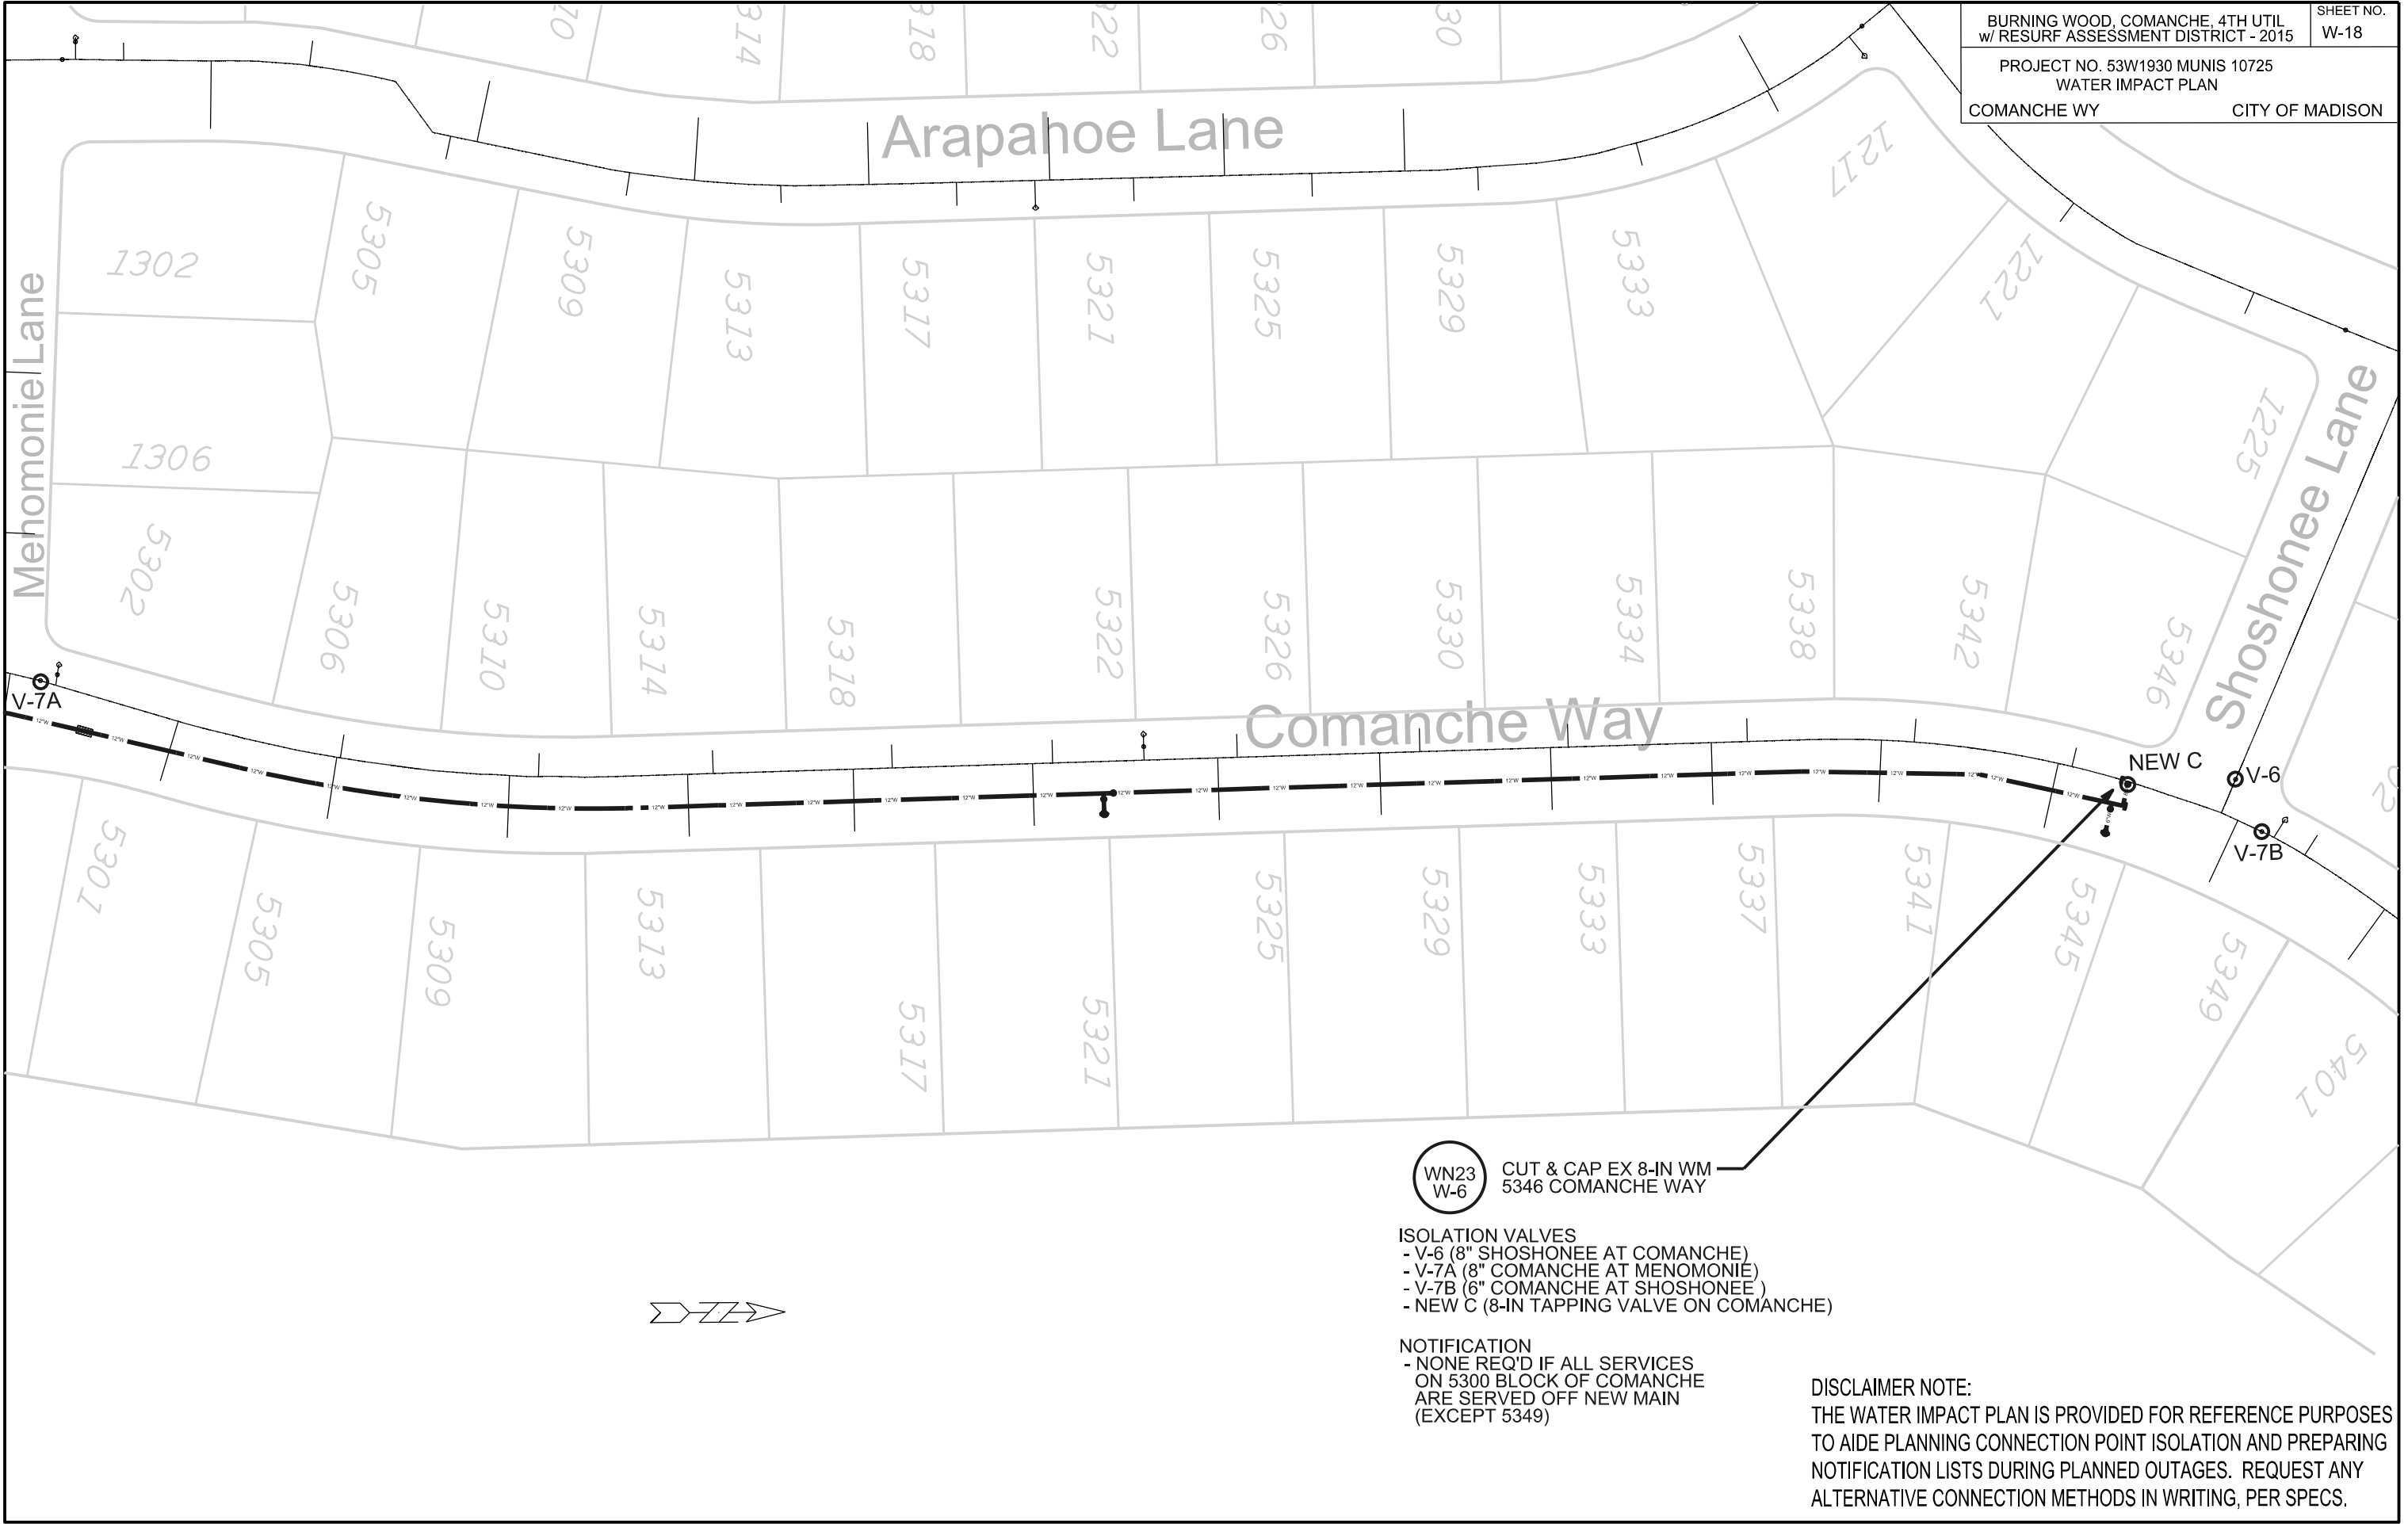 BURNING WOOD, COMANCHE, 4TH UTIL
w/ RESURF ASSESSMENT DISTRICT - 2015
SHEET NO.
W-18
PROJECT NO. 53W1930 MUNIS 10725
WATER IMPACT PLAN
COMANCHE WY CITY OF MADISON
314
318
322
26
30
Arapahoe Lane
1217
1221
1225
1302
5305
5309
5313
5317
5321
5325
5329
5333
Menomonie Lane
1306
5302
5306
5310
5314
5318
5322
5326
5330
5334
5338
5342
5346
Shoshonee Lane
V-7A
Comanche Way
NEW C
V-6
V-7B
12"W
5301
5305
5309
5313
5317
5321
5325
5329
5333
5337
5341
5345
5349
5401
WN23
W-6
CUT & CAP EX 8-IN WM
5346 COMANCHE WAY
ISOLATION VALVES
- V-6 (8" SHOSHONEE AT COMANCHE)
- V-7A (8" COMANCHE AT MENOMONIE)
- V-7B (6" COMANCHE AT SHOSHONEE )
- NEW C (8-IN TAPPING VALVE ON COMANCHE)
NOTIFICATION
- NONE REQ'D IF ALL SERVICES
ON 5300 BLOCK OF COMANCHE
ARE SERVED OFF NEW MAIN
(EXCEPT 5349)
DISCLAIMER NOTE:
THE WATER IMPACT PLAN IS PROVIDED FOR REFERENCE PURPOSES
TO AIDE PLANNING CONNECTION POINT ISOLATION AND PREPARING
NOTIFICATION LISTS DURING PLANNED OUTAGES. REQUEST ANY
ALTERNATIVE CONNECTION METHODS IN WRITING, PER SPECS.